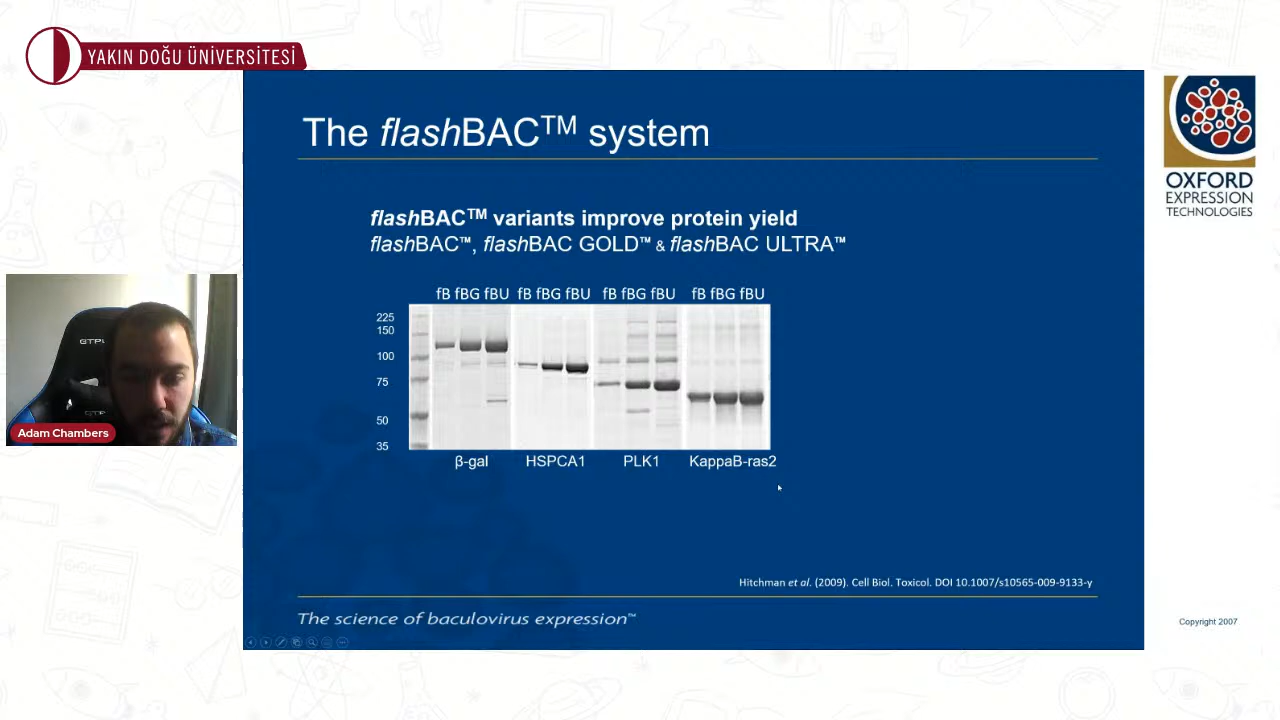 YAKIN DOĞU ÜNİVERSİTESİ
The flashBAC™ system
flashBAC™ variants improve protein yield
flashBAC™, flashBAC GOLD™ & flashBAC ULTRA™
fB fBG fBU fB fBG fBU fB fBG fBU fB fBG fBU
225
150
100
75
50
35
β-gal HSPCA1 PLK1 KappaB-ras2
Hitchman et al. (2009). Cell Biol. Toxicol. DOI 10.1007/s10565-009-9133-y
The science of baculovirus expression™
OXFORD
EXPRESSION
TECHNOLOGIES
Copyright 2007
Adam Chambers